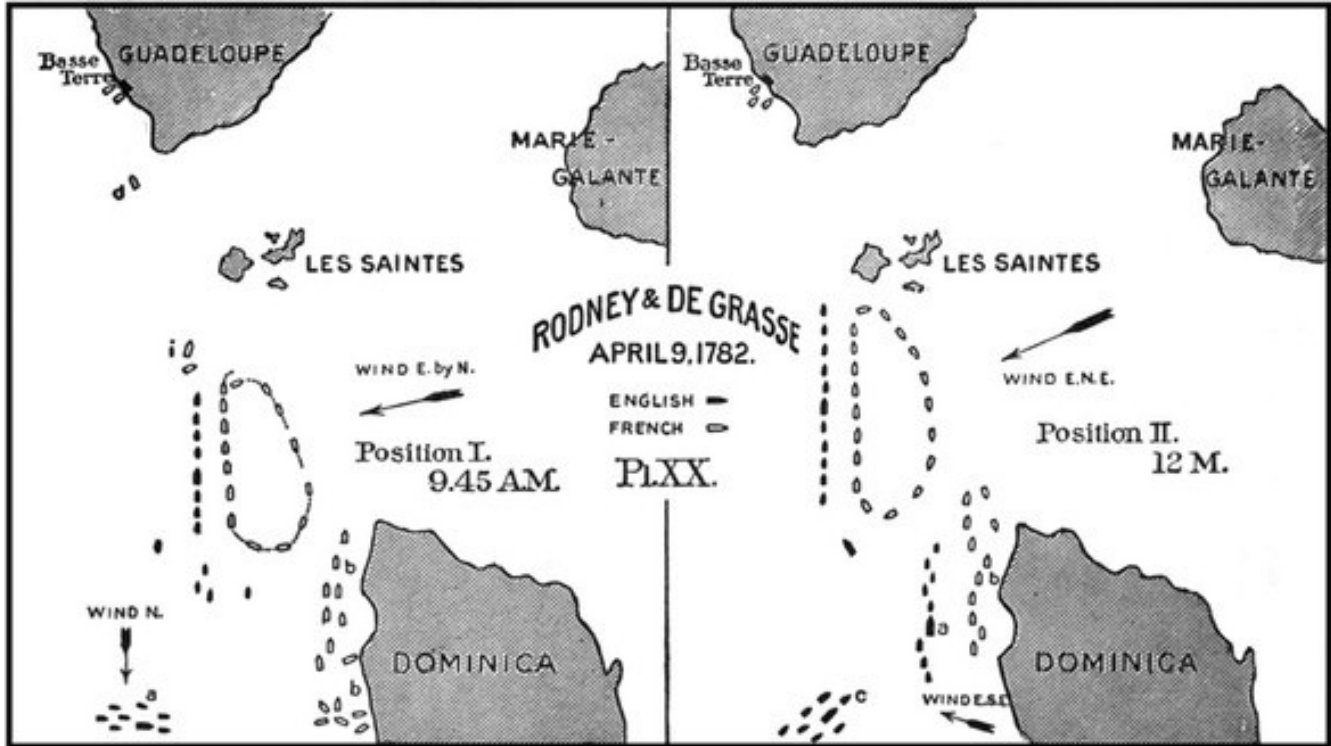 GUADELOUPE
Basse
Terre
MARIE-
GALANTE
d
LES SAINTES
i
WIND E. by N.
Position I.
9.45 A.M.
b
WIND N.
DOMINICA
b
a
RODNEY & DE GRASSE
APRIL 9, 1782.
ENGLISH
FRENCH
Pl.XX.
GUADELOUPE
Basse
Terre
MARIE-
GALANTE
LES SAINTES
WIND E.N.E.
Position II.
12 M.
b
a
DOMINICA
c
WIND E.S.E.